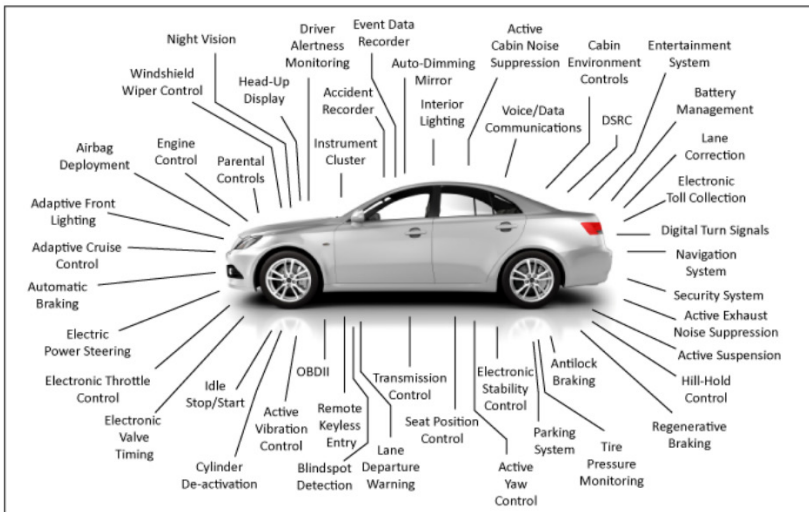 Night Vision
Driver
Alertness
Monitoring
Event Data
Recorder
Active
Cabin Noise
Suppression
Cabin
Environment
Controls
Entertainment
System
Windshield
Wiper Control
Head-Up
Display
Accident
Recorder
Auto-Dimming
Mirror
Interior
Lighting
Voice/Data
Communications
DSRC
Battery
Management
Airbag
Deployment
Engine
Control
Parental
Controls
Instrument
Cluster
Lane
Correction
Adaptive Front
Lighting
Electronic
Toll Collection
Adaptive Cruise
Control
Digital Turn Signals
Automatic
Braking
Navigation
System
Security System
Electric
Power Steering
Active Exhaust
Noise Suppression
Electronic Throttle
Control
Active Suspension
Electronic
Valve
Timing
Idle
Stop/Start
OBDII
Transmission
Control
Electronic
Stability
Control
Antilock
Braking
Hill-Hold
Control
Cylinder
De-activation
Active
Vibration
Control
Remote
Keyless
Entry
Seat Position
Control
Parking
System
Regenerative
Braking
Blindspot
Detection
Lane
Departure
Warning
Active
Yaw
Control
Tire
Pressure
Monitoring